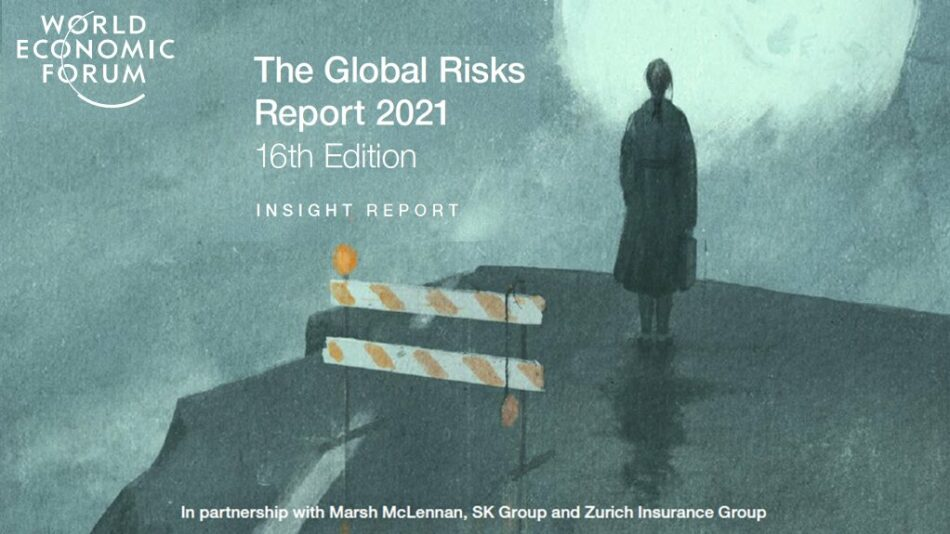 WORLD
ECONOMIC
FORUM
The Global Risks
Report 2021
16th Edition
INSIGHT REPORT
In partnership with Marsh McLennan, SK Group and Zurich Insurance Group